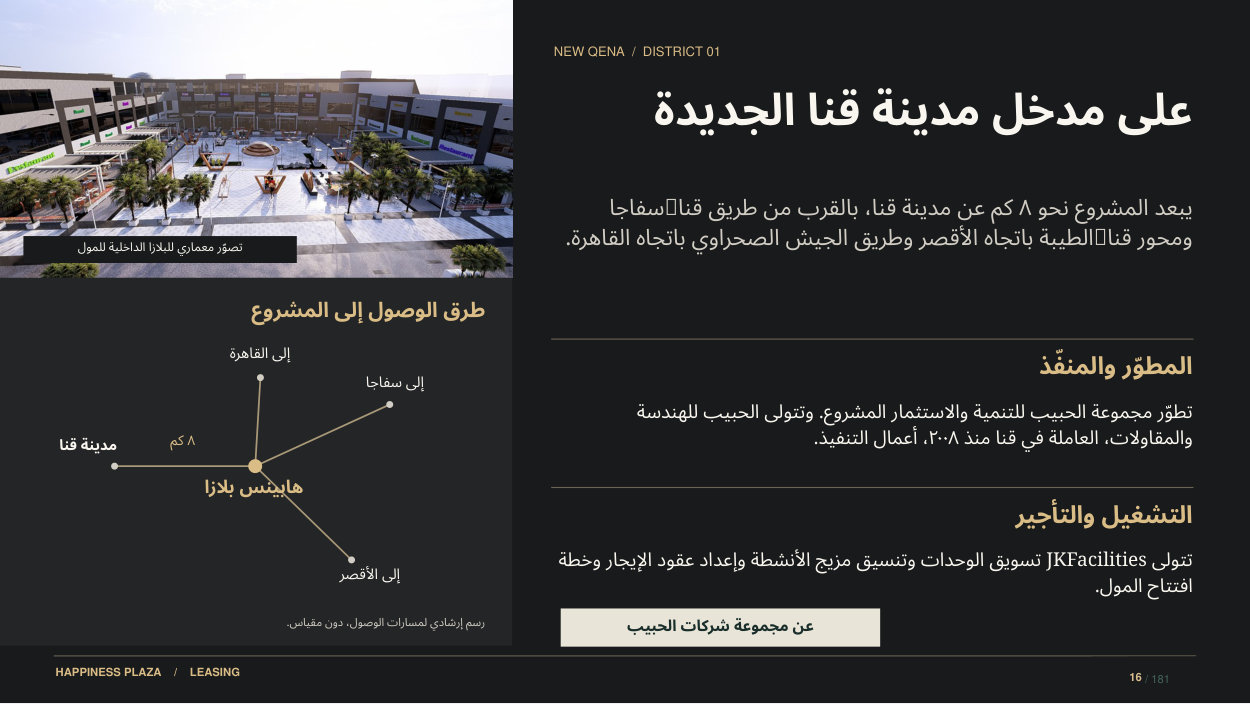 NEW QENA / DISTRICT 01
على مدخل مدينة قنا الجديدة
يبعد المشروع نحو ٨ كم عن مدينة قنا، بالقرب من طريق قنا▯سفاجا
ومحور قنا▯الطيبة باتجاه الأقصر وطريق الجيش الصحراوي باتجاه القاهرة.
المطوّر والمنفّذ
تطوّر مجموعة الحبيب للتنمية والاستثمار المشروع. وتتولى الحبيب للهندسة
والمقاولات، العاملة في قنا منذ ٢٠٠٨، أعمال التنفيذ.
التشغيل والتأجير
تتولى JKFacilities تسويق الوحدات وتنسيق مزيج الأنشطة وإعداد عقود الإيجار وخطة
افتتاح المول.
عن مجموعة شركات الحبيب
Restaurant
Restaurant
تصوّر معماري للبلازا الداخلية للمول
طرق الوصول إلى المشروع
إلى القاهرة
إلى سفاجا
٨ كم
مدينة قنا
هابينس بلازا
إلى الأقصر
رسم إرشادي لمسارات الوصول، دون مقياس.
HAPPINESS PLAZA / LEASING
16 / 181